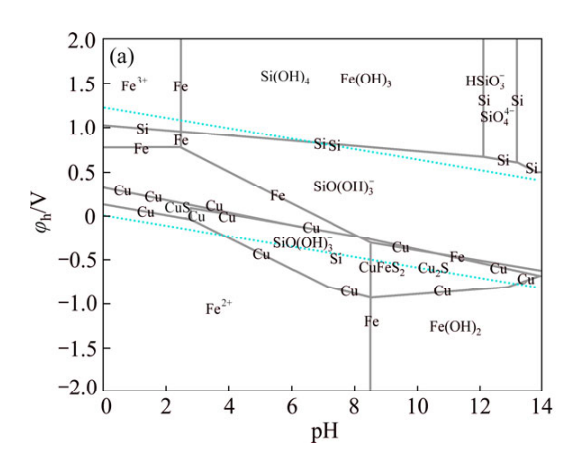 (a)
2.0
1.5
1.0
0.5
0
−0.5
−1.0
−1.5
−2.0
φh/V
0 2 4 6 8 10 12 14
pH
Fe³⁺
Fe
Si(OH)₄
Fe(OH)₃
HSiO₃⁻
Si
Si
SiO₄⁴⁻
Si
Fe
Fe
Si
Si
Si
Si
SiO(OH)₃⁻
Fe
Cu
Cu
CuS
Cu
Cu
Cu
Cu
Cu
SiO(OH)₃⁻
Cu
Fe
Cu
Si
CuFeS₂
Cu₂S
Cu
Cu
Cu
Cu
Fe²⁺
Fe
Fe(OH)₂